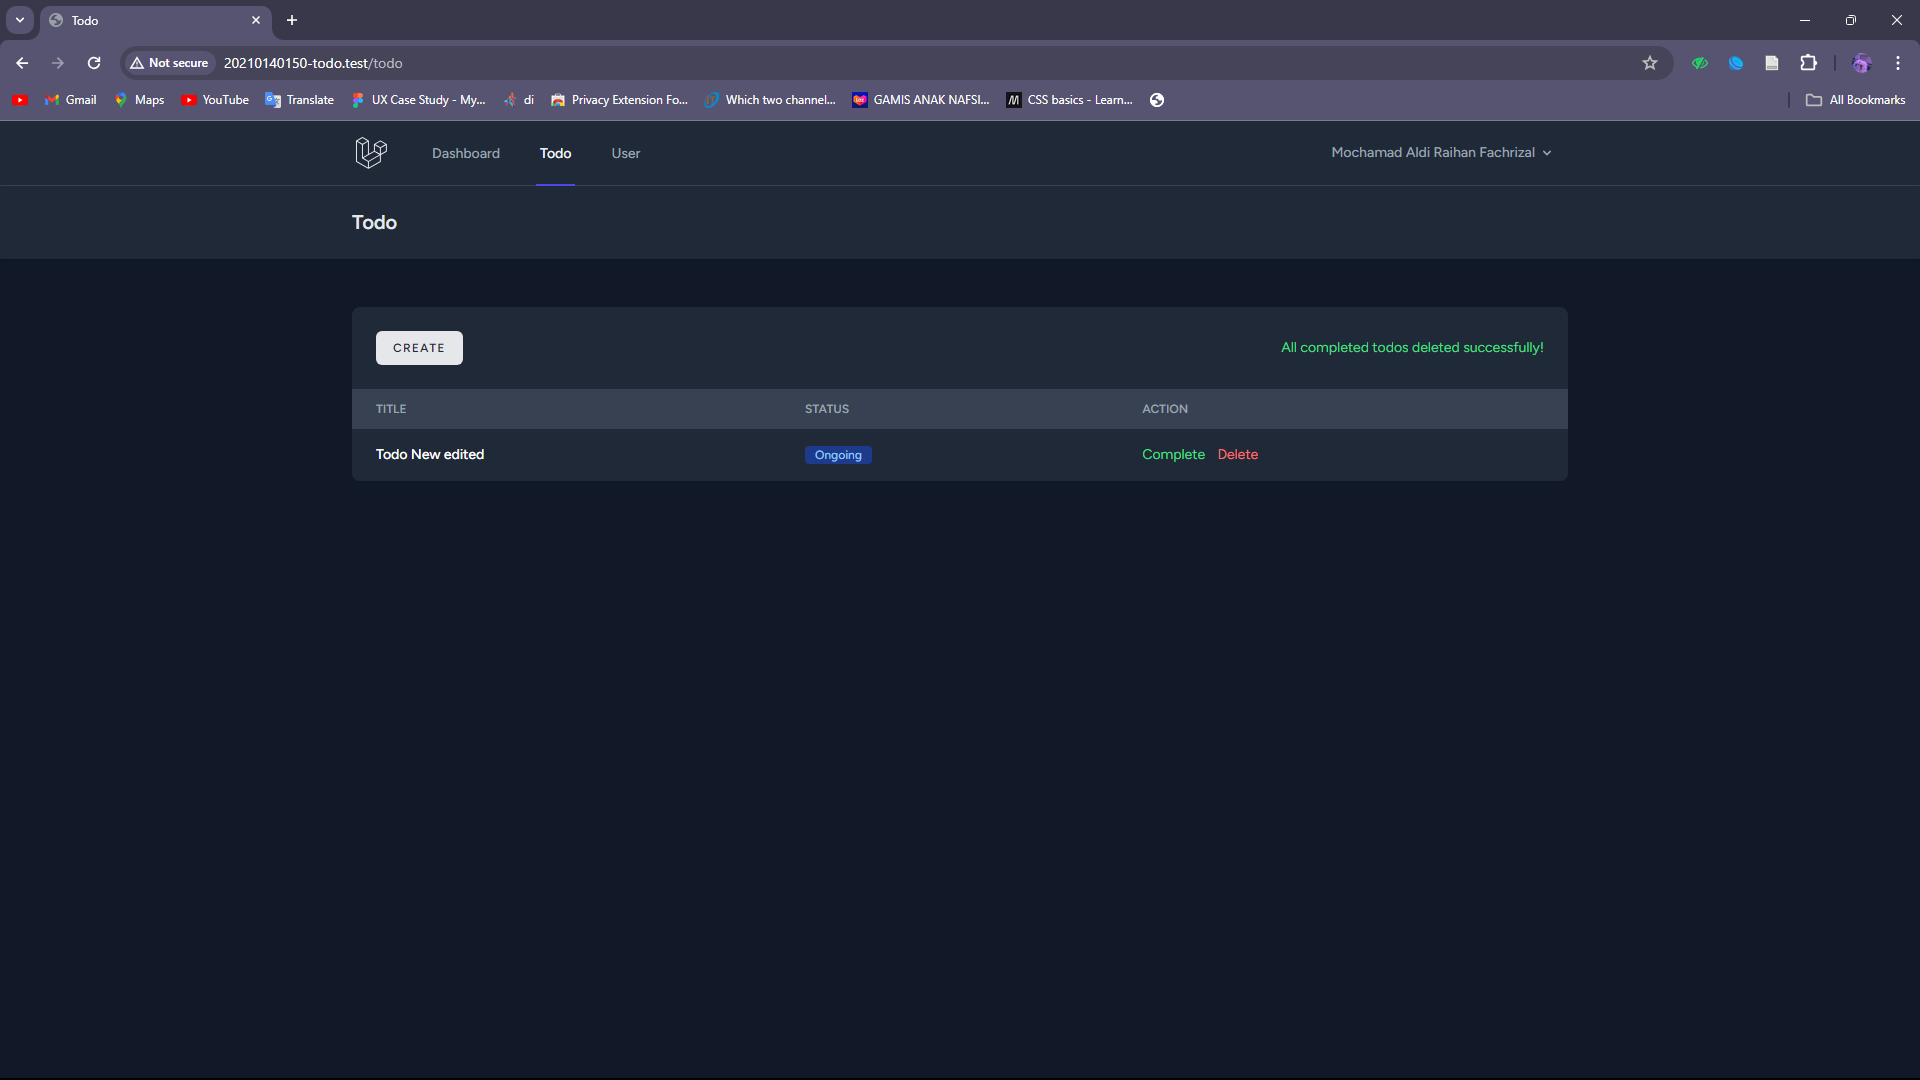 Todo
Not secure 20210140150-todo.test/todo
Gmail Maps YouTube Translate UX Case Study - My... di Privacy Extension Fo... Which two channel... GAMIS ANAK NAFSI... CSS basics - Learn... All Bookmarks
Dashboard Todo User Mochamad Aldi Raihan Fachrizal
Todo
CREATE All completed todos deleted successfully!
TITLE STATUS ACTION
Todo New edited Ongoing Complete Delete